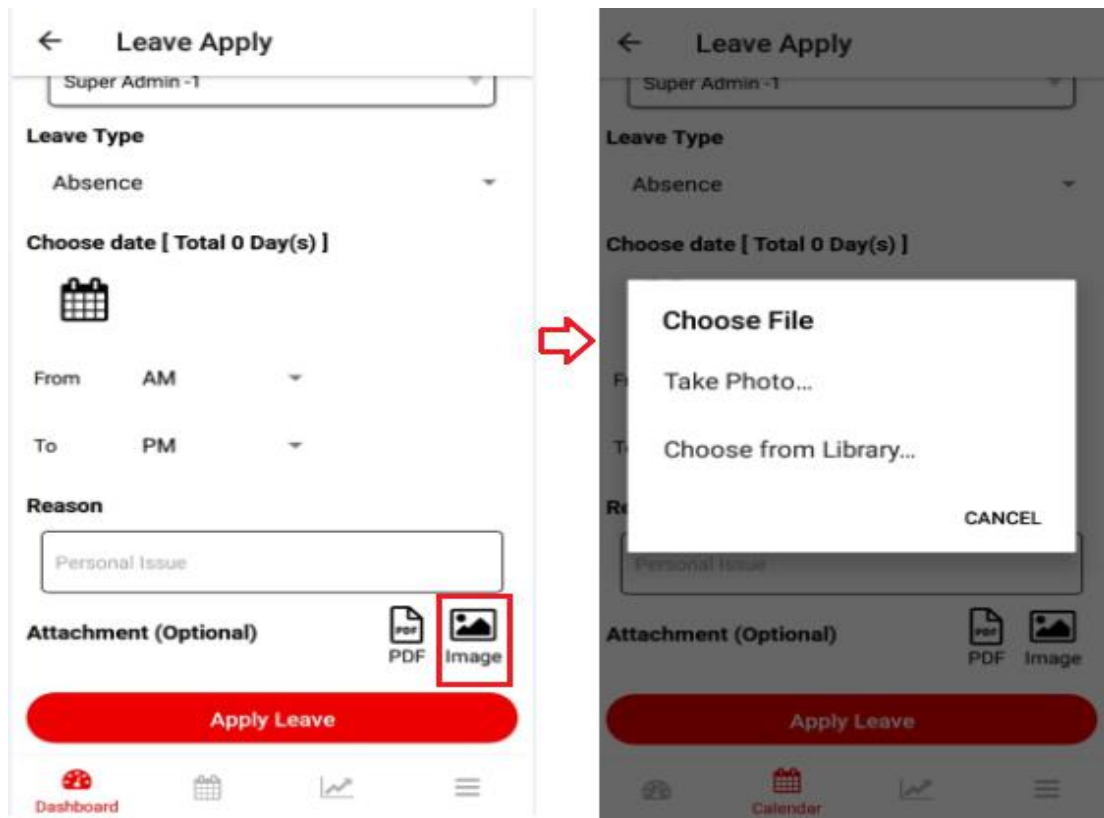 Leave Apply
Super Admin -1
Leave Type
Absence
Choose date [ Total 0 Day(s) ]
From AM
To PM
Reason
Personal Issue
Attachment (Optional)
PDF
PDF
Image
Apply Leave
Dashboard
Leave Apply
Super Admin -1
Leave Type
Absence
Choose date [ Total 0 Day(s) ]
Choose File
Take Photo...
Choose from Library...
CANCEL
Personal Issue
Attachment (Optional)
PDF
PDF
Image
Apply Leave
Calendar